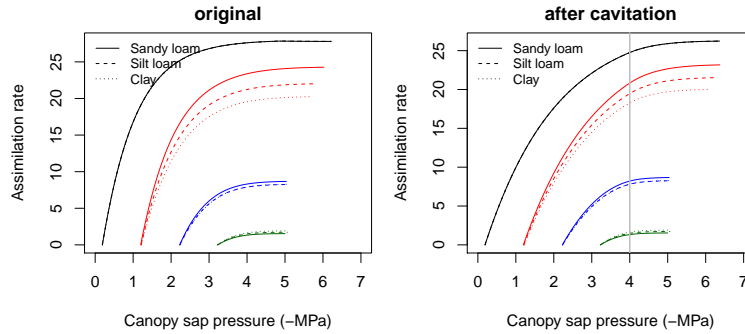 original
Sandy loam
Silt loam
Clay
Assimilation rate
0 5 10 15 20 25
0 1 2 3 4 5 6 7
Canopy sap pressure (−MPa)
after cavitation
Sandy loam
Silt loam
Clay
Assimilation rate
0 5 10 15 20 25
0 1 2 3 4 5 6 7
Canopy sap pressure (−MPa)